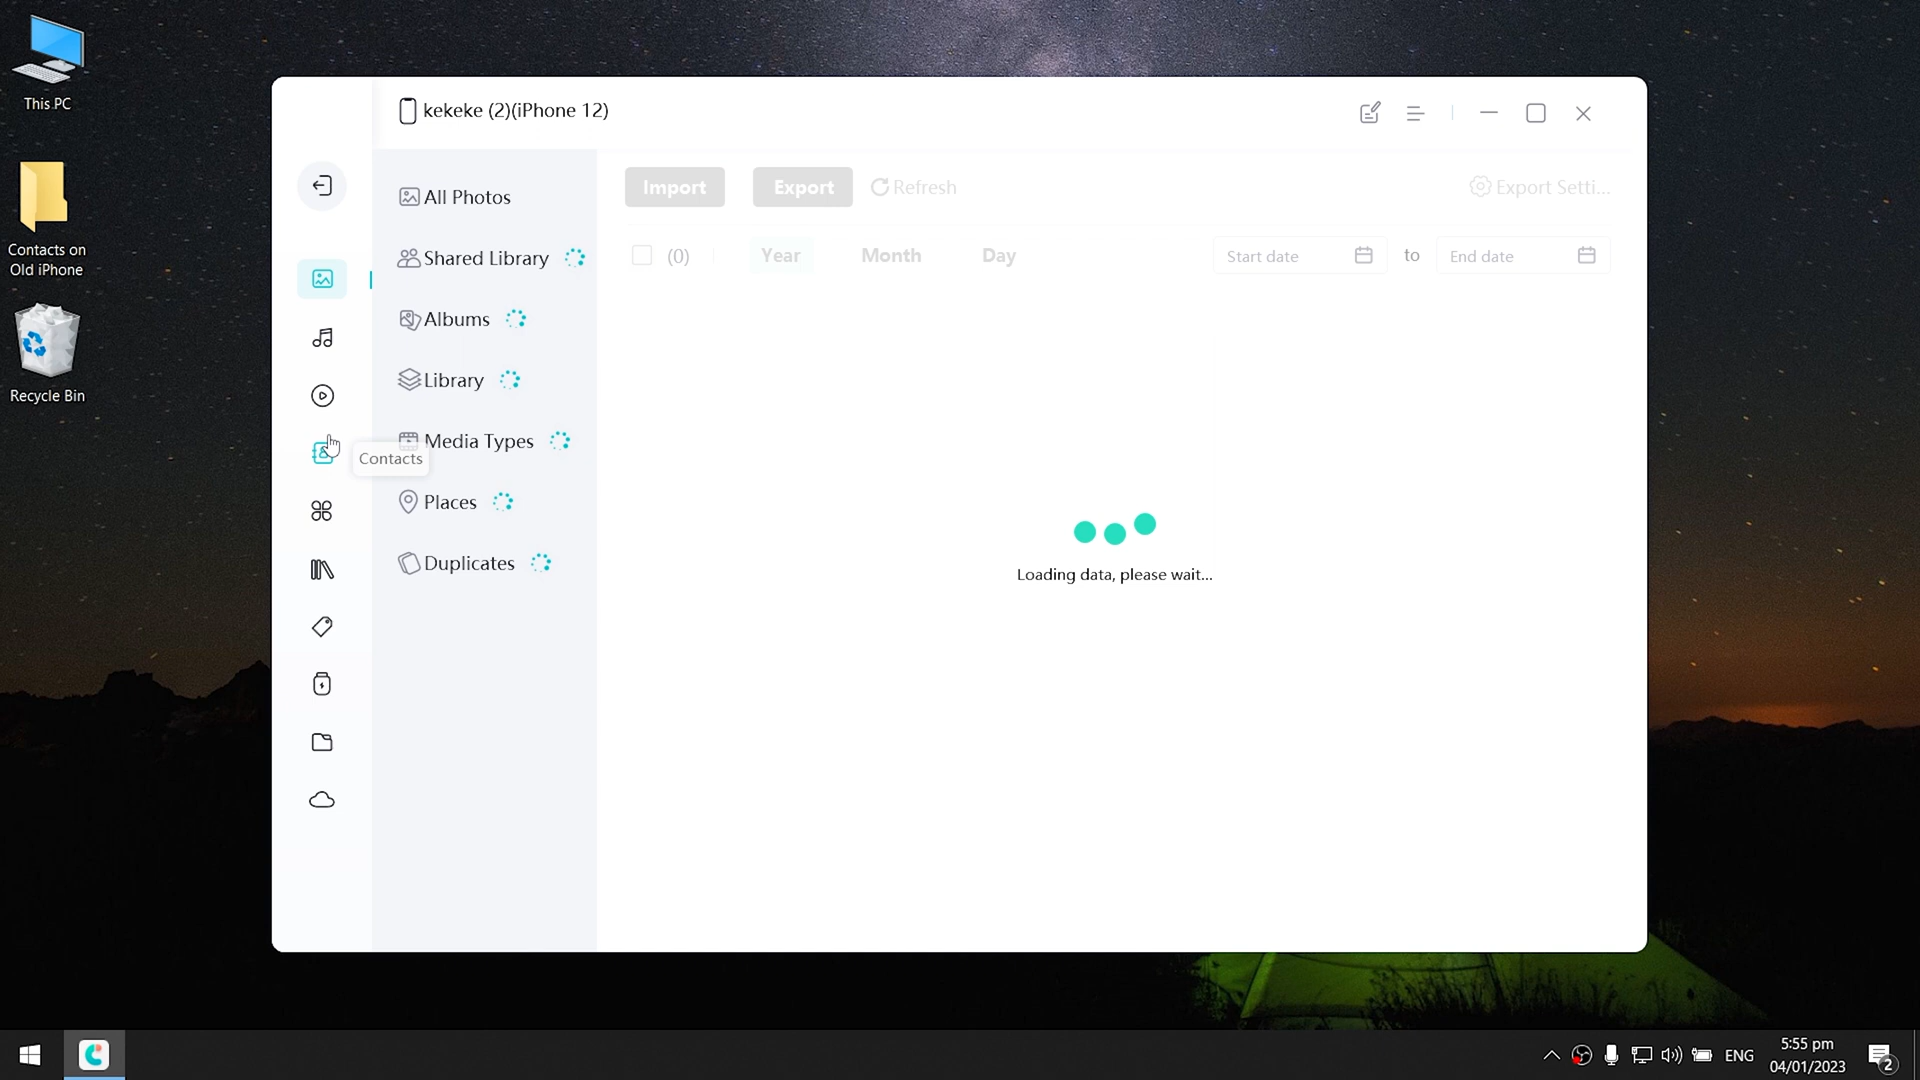 This PC
Contacts on
Old iPhone
Recycle Bin
kekeke (2)(iPhone 12)
All Photos
Shared Library
Albums
Library
Media Types
Contacts
Places
Duplicates
Import
Export
Refresh
Export Setti...
(0)
Year
Month
Day
Start date
to
End date
Loading data, please wait...
ENG
5:55 pm
04/01/2023
2